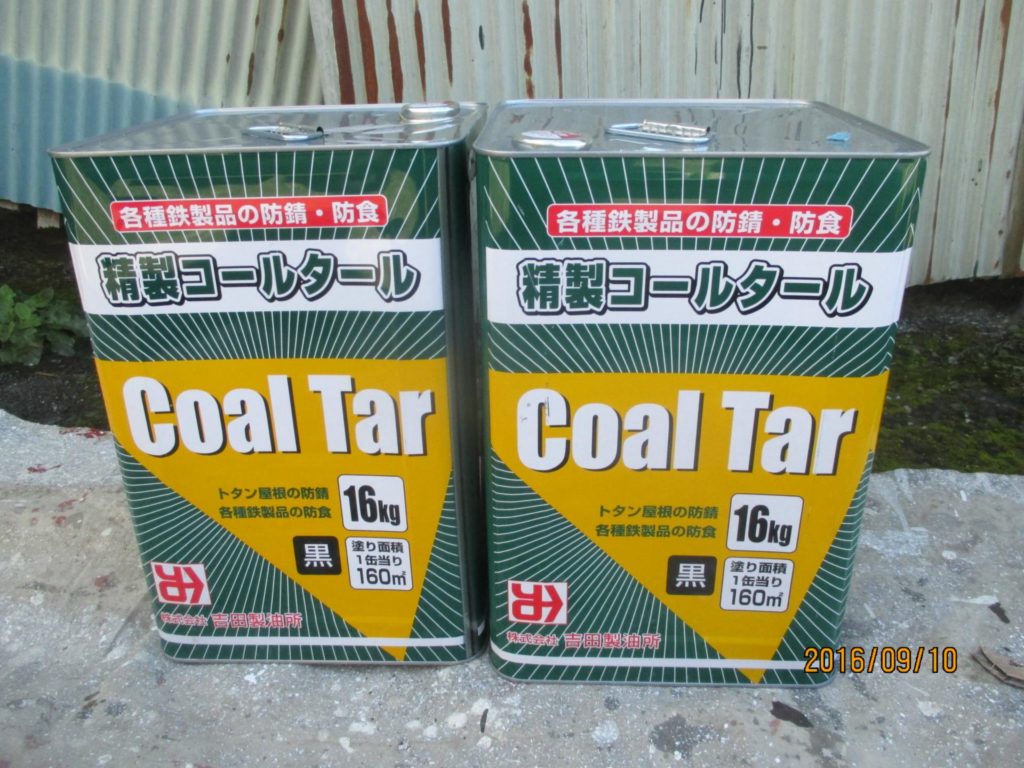 各種鉄製品の防錆・防食
精製コールタール
Coal Tar
トタン屋根の防錆
各種鉄製品の防食
16kg
黒
塗り面積
1缶当り
160㎡
株式会社 吉田製油所
各種鉄製品の防錆・防食
精製コールタール
Coal Tar
トタン屋根の防錆
各種鉄製品の防食
16kg
黒
塗り面積
1缶当り
160㎡
株式会社 吉田製油所
2016/09/10